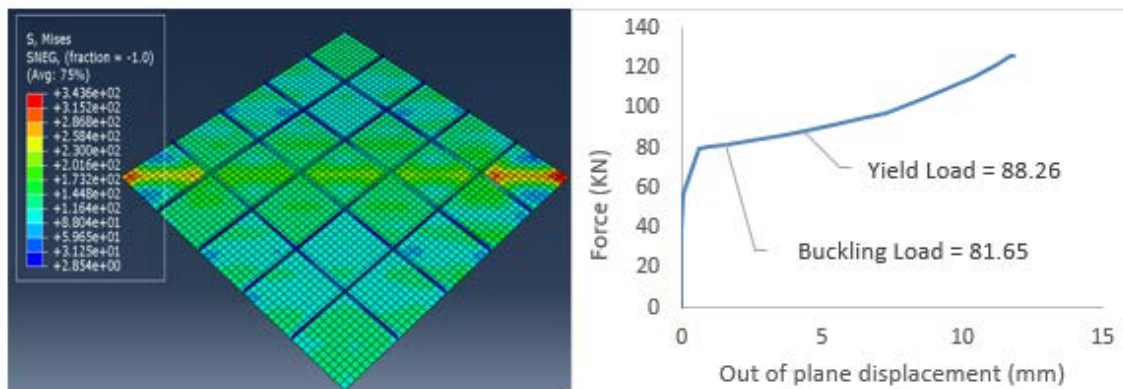 S, Mises
SNEG, (fraction = -1.0)
(Avg: 75%)
+3.436e+02
+3.152e+02
+2.868e+02
+2.584e+02
+2.300e+02
+2.016e+02
+1.732e+02
+1.448e+02
+1.164e+02
+8.804e+01
+5.965e+01
+3.125e+01
+2.854e+00
140
120
100
80
60
40
20
0
Force (KN)
Yield Load = 88.26
Buckling Load = 81.65
0
5
10
15
Out of plane displacement (mm)